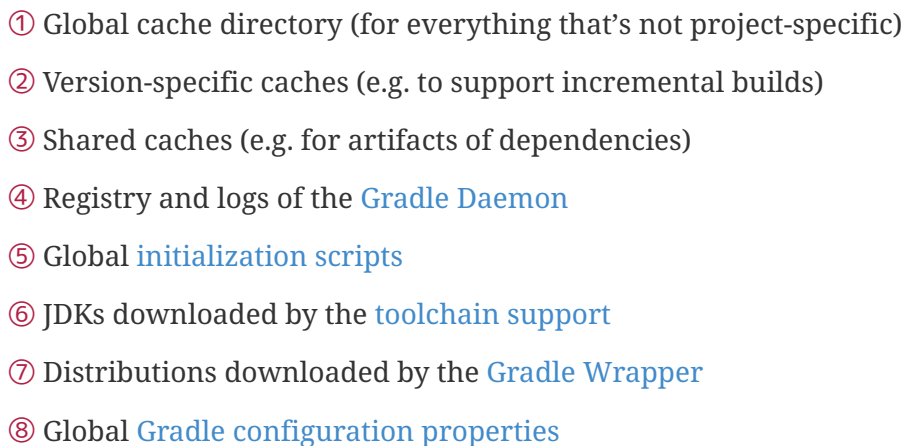 ① Global cache directory (for everything that’s not project-specific)
② Version-specific caches (e.g. to support incremental builds)
③ Shared caches (e.g. for artifacts of dependencies)
④ Registry and logs of the Gradle Daemon
⑤ Global initialization scripts
⑥ JDKs downloaded by the toolchain support
⑦ Distributions downloaded by the Gradle Wrapper
⑧ Global Gradle configuration properties